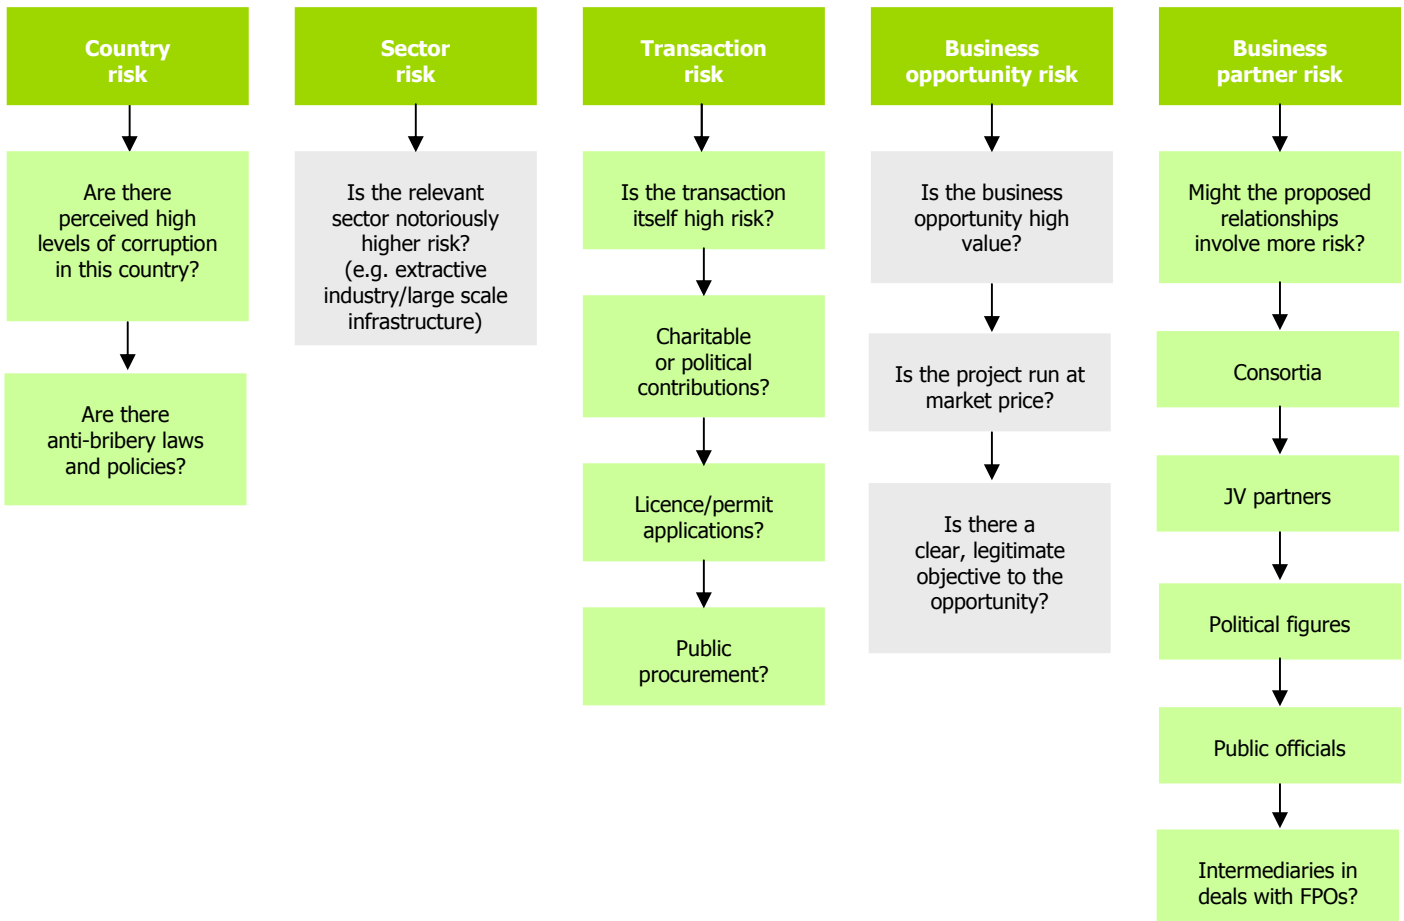 Country
risk
Are there
perceived high
levels of corruption
in this country?
Are there
anti-bribery laws
and policies?
Sector
risk
Is the relevant
sector notoriously
higher risk?
(e.g. extractive
industry/large scale
infrastructure)
Transaction
risk
Is the transaction
itself high risk?
Charitable
or political
contributions?
Licence/permit
applications?
Public
procurement?
Business
opportunity risk
Is the business
opportunity high
value?
Is the project run at
market price?
Is there a
clear, legitimate
objective to the
opportunity?
Business
partner risk
Might the proposed
relationships
involve more risk?
Consortia
JV partners
Political figures
Public officials
Intermediaries in
deals with FPOs?